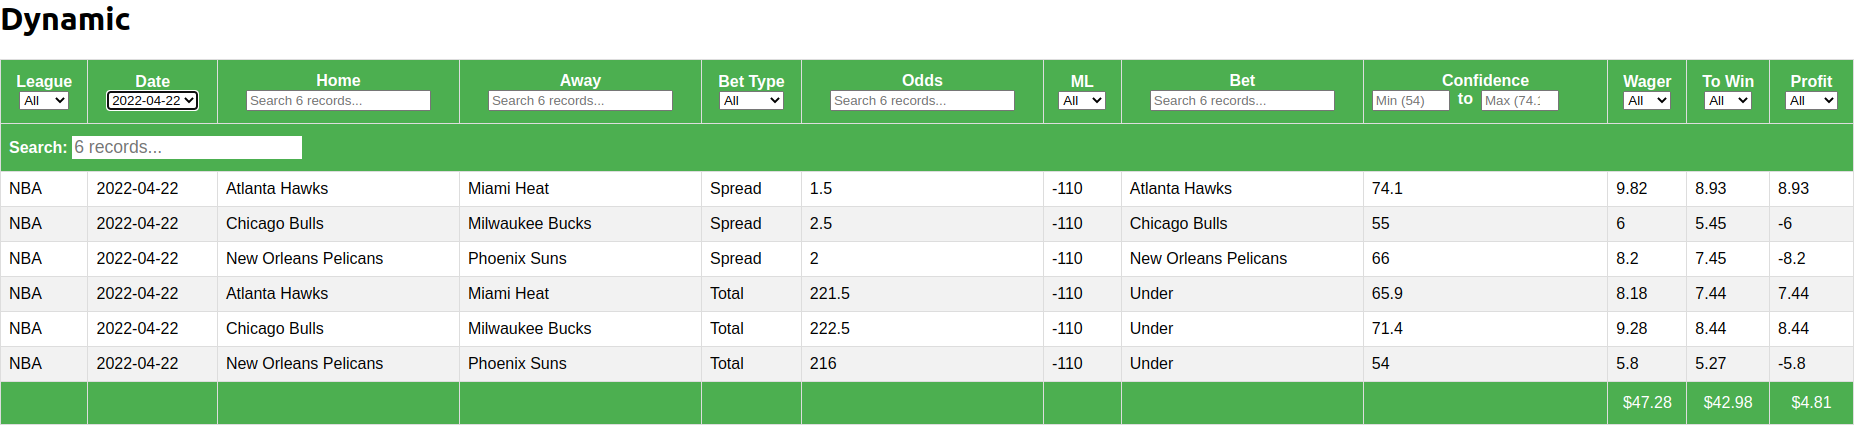 Dynamic
League Date Home Away Bet Type Odds ML Bet Confidence Wager To Win Profit
All 2022-04-22 Search 6 records... Search 6 records... All Search 6 records... All Search 6 records... Min (54) to Max (74.: All All All
Search: 6 records...
NBA 2022-04-22 Atlanta Hawks Miami Heat Spread 1.5 -110 Atlanta Hawks 74.1 9.82 8.93 8.93
NBA 2022-04-22 Chicago Bulls Milwaukee Bucks Spread 2.5 -110 Chicago Bulls 55 6 5.45 -6
NBA 2022-04-22 New Orleans Pelicans Phoenix Suns Spread 2 -110 New Orleans Pelicans 66 8.2 7.45 -8.2
NBA 2022-04-22 Atlanta Hawks Miami Heat Total 221.5 -110 Under 65.9 8.18 7.44 7.44
NBA 2022-04-22 Chicago Bulls Milwaukee Bucks Total 222.5 -110 Under 71.4 9.28 8.44 8.44
NBA 2022-04-22 New Orleans Pelicans Phoenix Suns Total 216 -110 Under 54 5.8 5.27 -5.8
$47.28 $42.98 $4.81